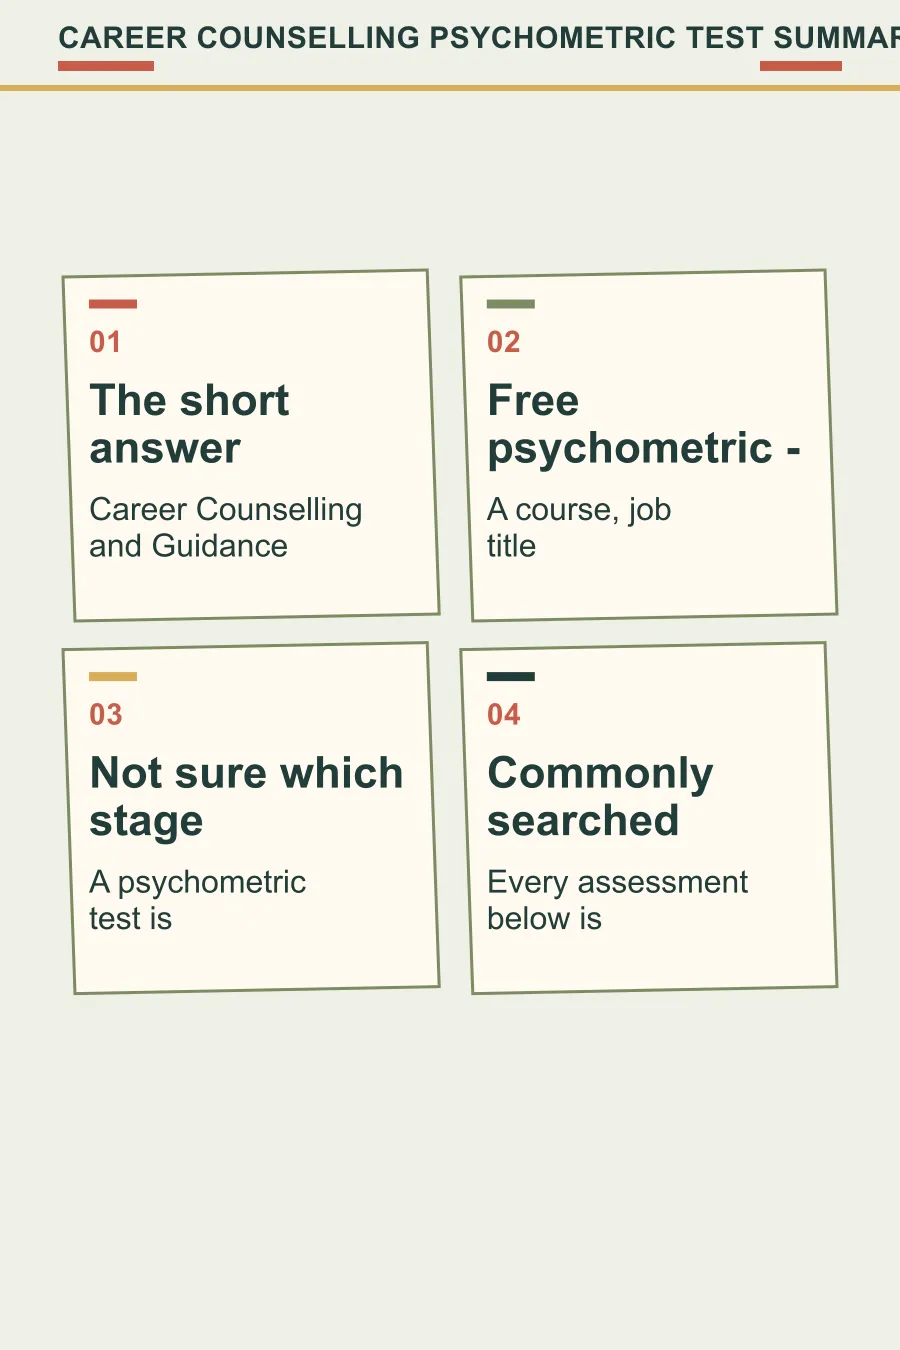 CAREER COUNSELLING PSYCHOMETRIC TEST SUMMAR
01
The short
answer
Career Counselling
and Guidance
02
Free
psychometric -
A course, job
title
03
Not sure which
stage
A psychometric
test is
04
Commonly
searched
Every assessment
below is